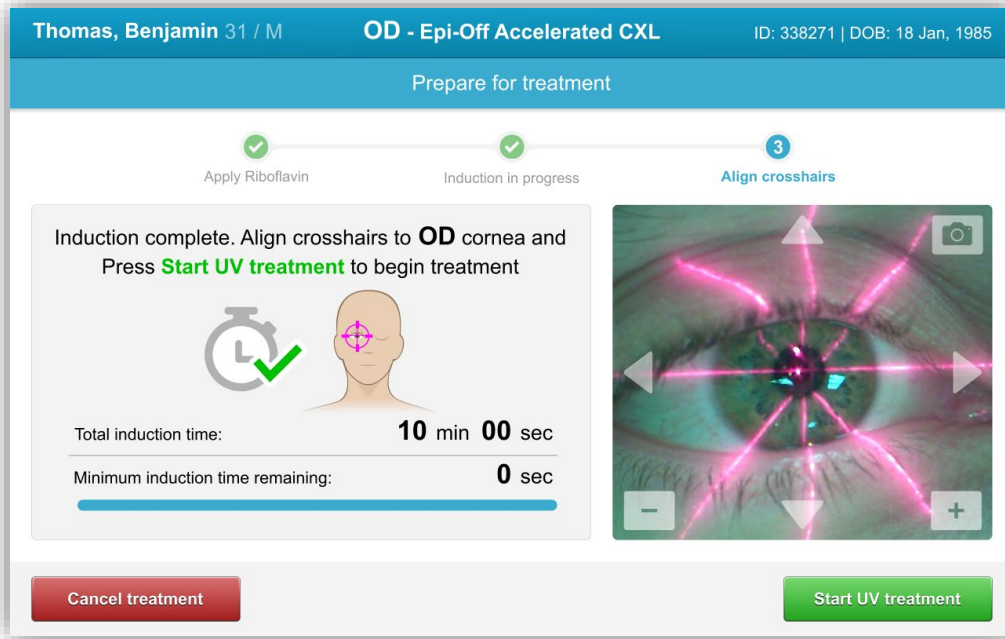 Thomas, Benjamin 31 / M
OD - Epi-Off Accelerated CXL
ID: 338271 | DOB: 18 Jan, 1985
Prepare for treatment
3
Apply Riboflavin
Induction in progress
Align crosshairs
Induction complete. Align crosshairs to OD cornea and
Press Start UV treatment to begin treatment
Total induction time: 10 min 00 sec
Minimum induction time remaining: 0 sec
− +
Cancel treatment
Start UV treatment